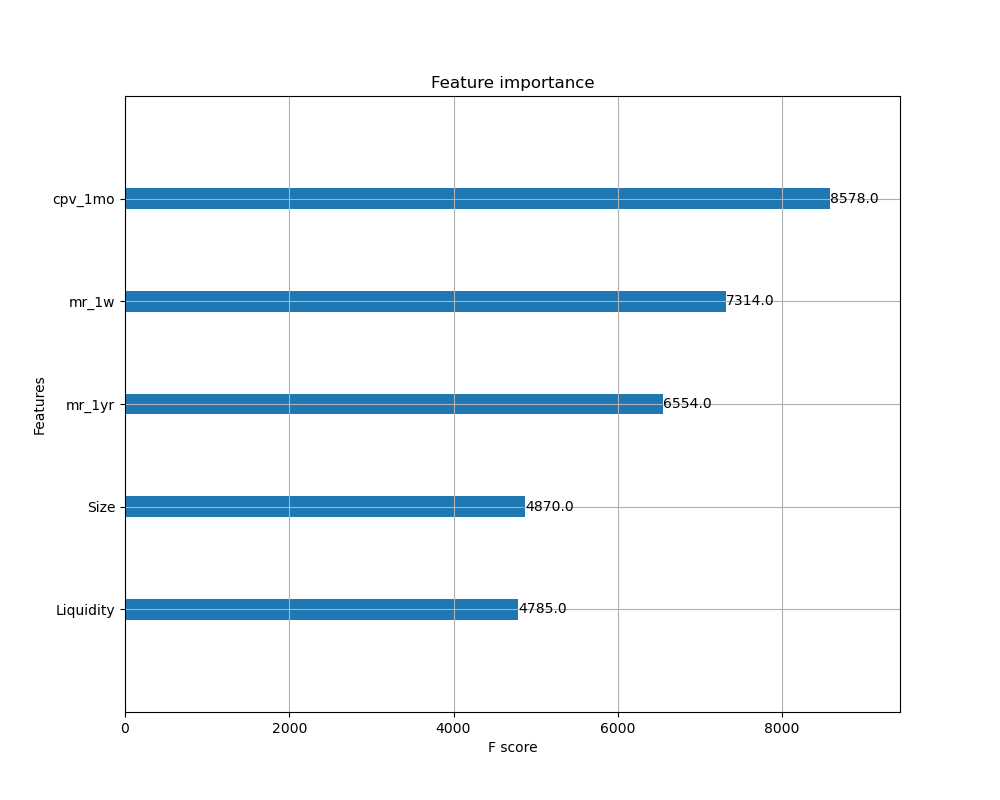 Feature importance
cpv_1mo
8578.0
mr_1w
7314.0
mr_1yr
6554.0
Size
4870.0
Liquidity
4785.0
Features
0 2000 4000 6000 8000
F score